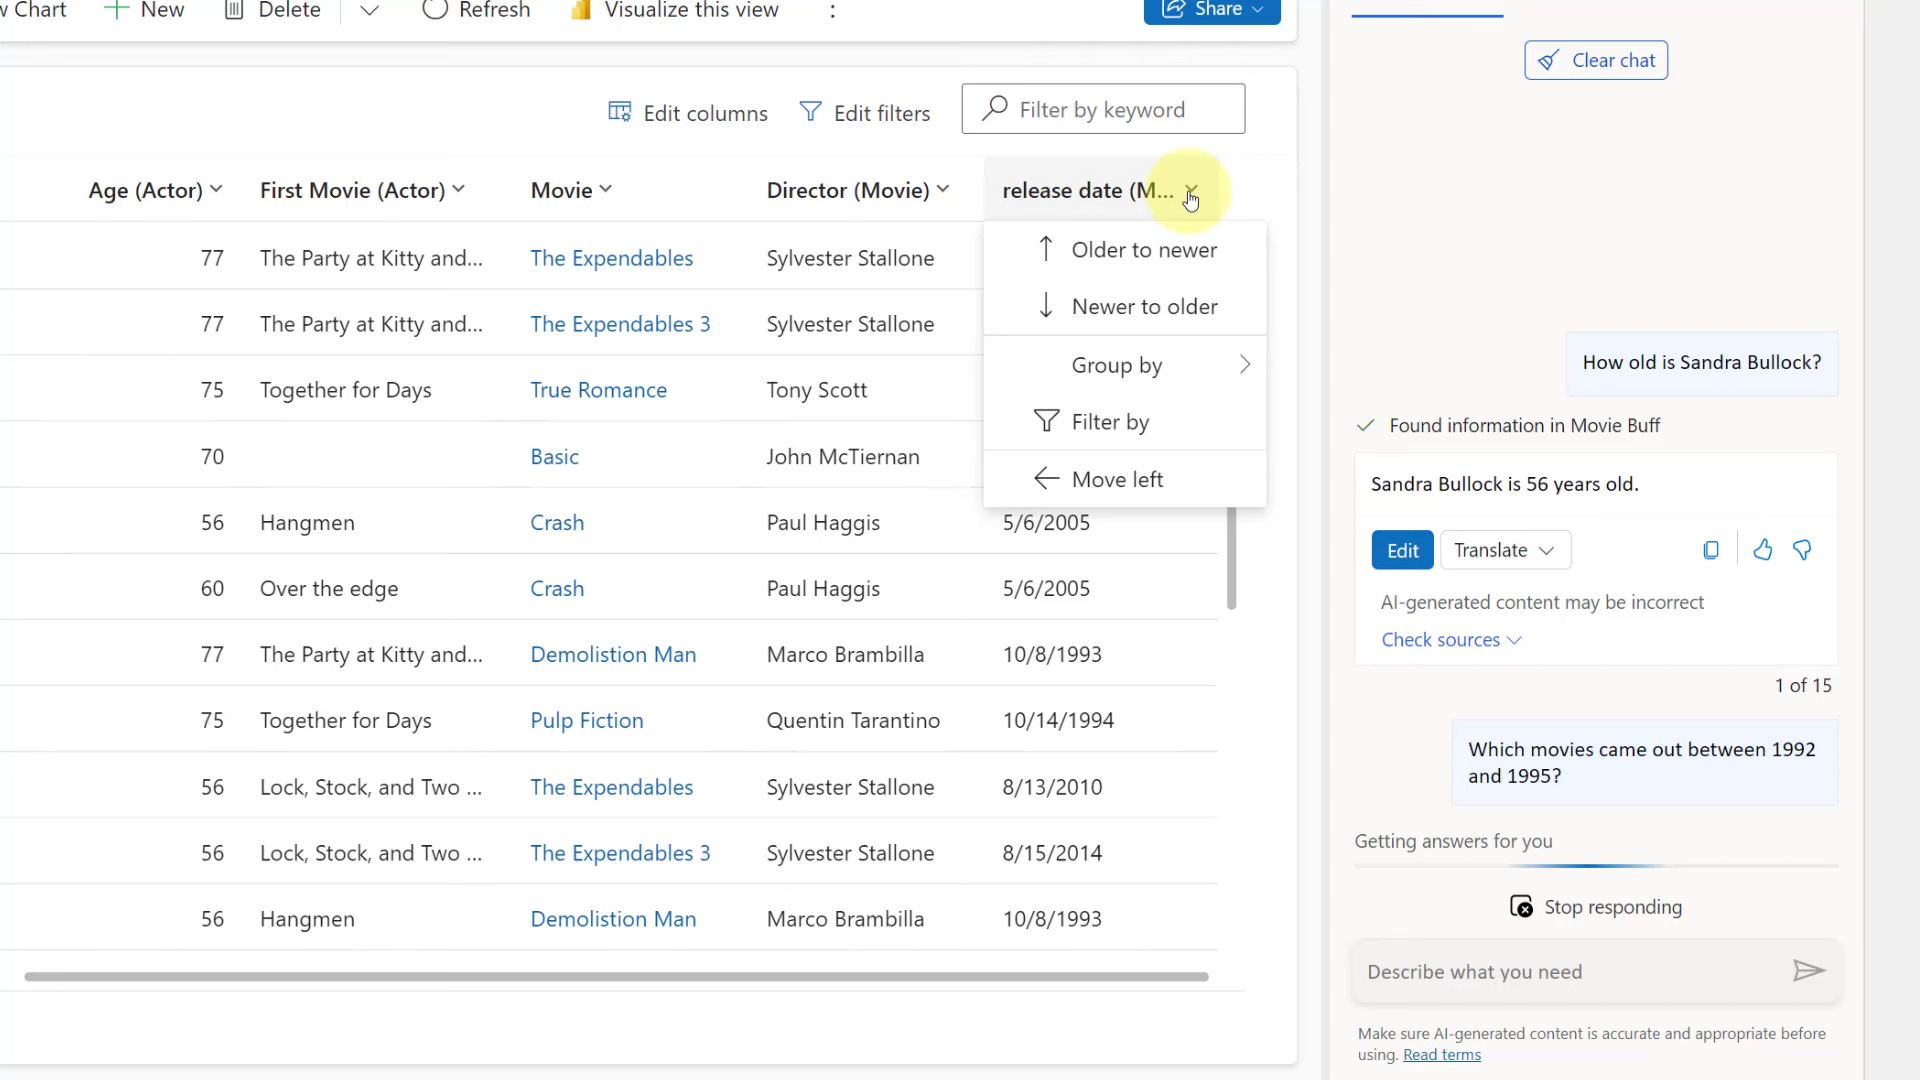 w Chart New Delete Refresh Visualize this view Share
Clear chat
Edit columns Edit filters Filter by keyword
Age (Actor) First Movie (Actor) Movie Director (Movie) release date (M...
Older to newer
Newer to older
Group by
Filter by
Move left
77 The Party at Kitty and... The Expendables Sylvester Stallone
77 The Party at Kitty and... The Expendables 3 Sylvester Stallone
75 Together for Days True Romance Tony Scott
70 Basic John McTiernan
56 Hangmen Crash Paul Haggis 5/6/2005
60 Over the edge Crash Paul Haggis 5/6/2005
77 The Party at Kitty and... Demolistion Man Marco Brambilla 10/8/1993
75 Together for Days Pulp Fiction Quentin Tarantino 10/14/1994
56 Lock, Stock, and Two ... The Expendables Sylvester Stallone 8/13/2010
56 Lock, Stock, and Two ... The Expendables 3 Sylvester Stallone 8/15/2014
56 Hangmen Demolistion Man Marco Brambilla 10/8/1993
How old is Sandra Bullock?
Found information in Movie Buff
Sandra Bullock is 56 years old.
Edit Translate
AI-generated content may be incorrect
Check sources
1 of 15
Which movies came out between 1992
and 1995?
Getting answers for you
Stop responding
Describe what you need
Make sure AI-generated content is accurate and appropriate before
using. Read terms